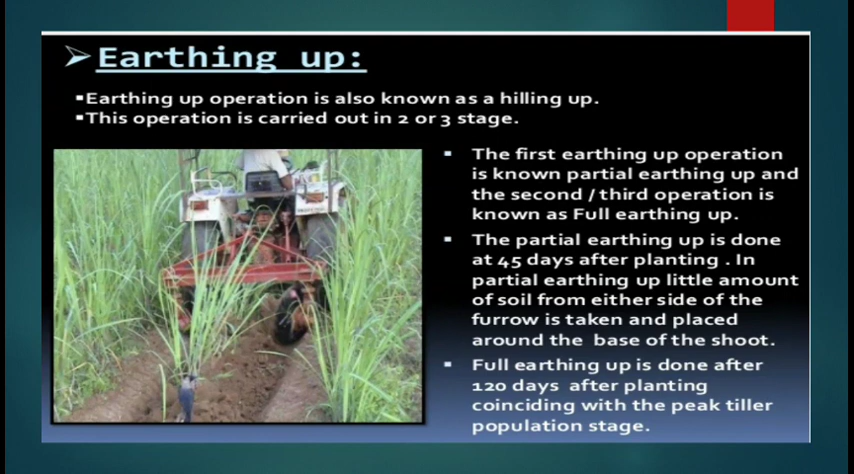 Earthing up:
Earthing up operation is also known as a hilling up.
This operation is carried out in 2 or 3 stage.
The first earthing up operation
is known partial earthing up and
the second / third operation is
known as Full earthing up.
The partial earthing up is done
at 45 days after planting . In
partial earthing up little amount
of soil from either side of the
furrow is taken and placed
around the base of the shoot.
Full earthing up is done after
120 days after planting
coinciding with the peak tiller
population stage.